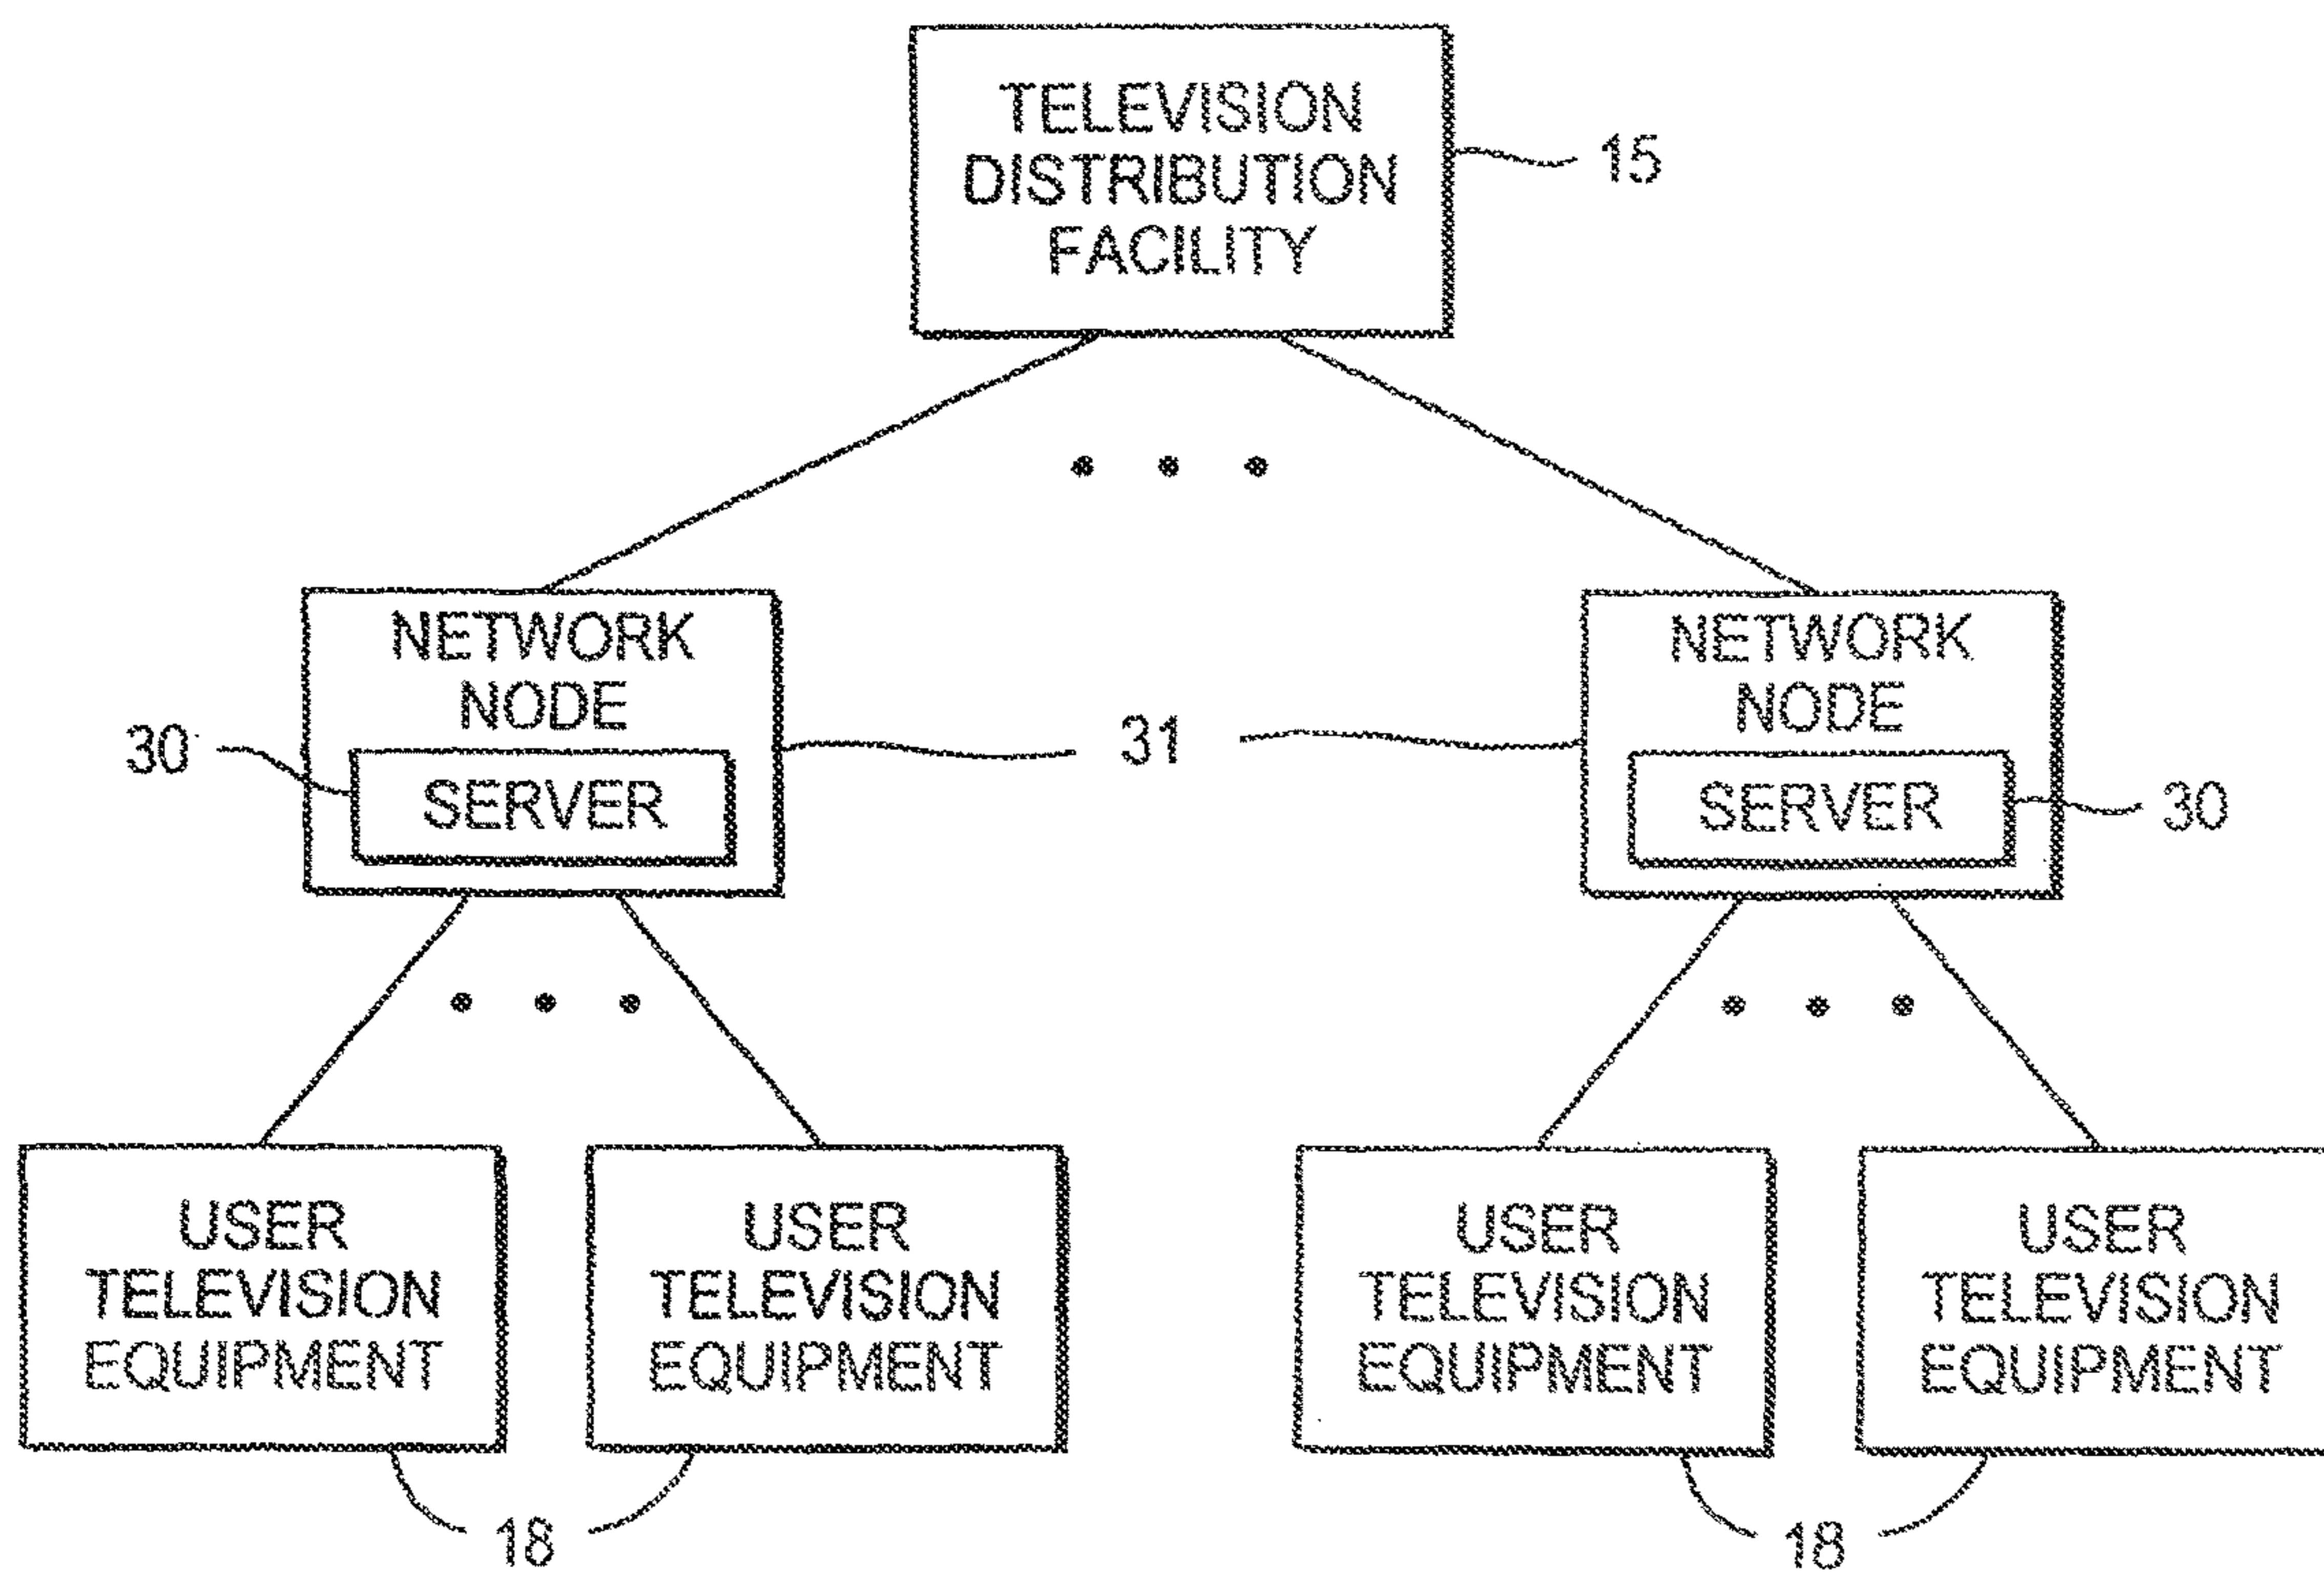 TELEVISION
DISTRIBUTION
FACILITY
15
NETWORK
NODE
30
SERVER
31
NETWORK
NODE
SERVER
30
USER
TELEVISION
EQUIPMENT
USER
TELEVISION
EQUIPMENT
18
USER
TELEVISION
EQUIPMENT
USER
TELEVISION
EQUIPMENT
18